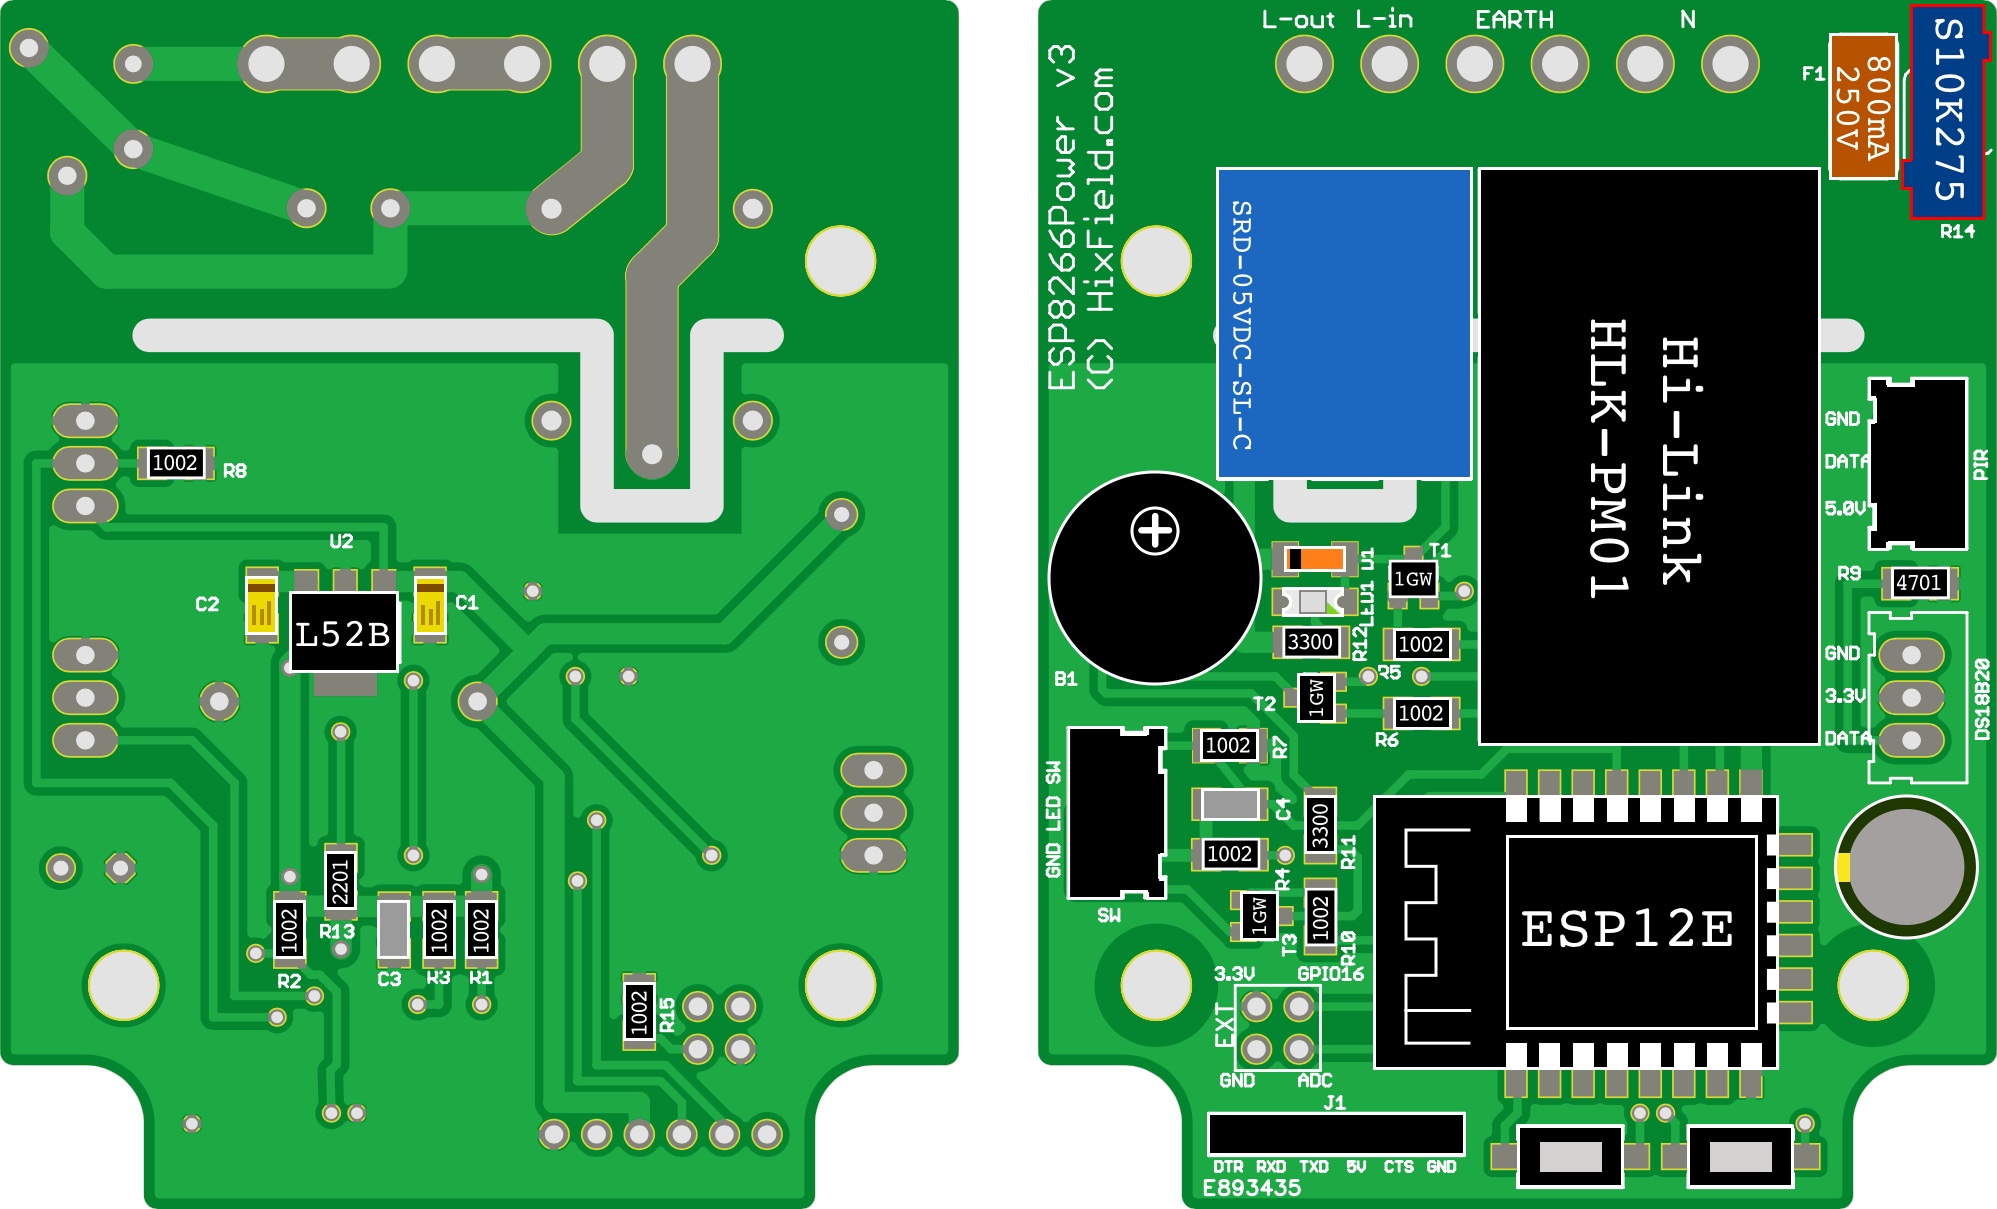 1002
R8
U2
C2
C1
L52B
2201
1002
R13
1002
1002
R2
C3
R3
R1
1002
R15
L-out
L-in
EARTH
N
ESP8266Power v3
(C) HixField.com
F1
800mA
250V
S10K275
R14
SRD-05VDC-SL-C
Hi-Link
HLK-PM01
GND
DATA
5.0V
PIR
R9
4701
D1
T1
1GW
LED1
3300
R12
1002
R5
B1
T2
1GW
1002
R6
GND
3.3V
DATA
DS18B20
1002
R7
GND LED SW
C4
3300
R11
1002
R4
SW
1GW
T3
1002
R10
ESP12E
3.3V
GPIO16
EXT
GND
ADC
J1
DTR RXD TXD 5V CTS GND
E893435